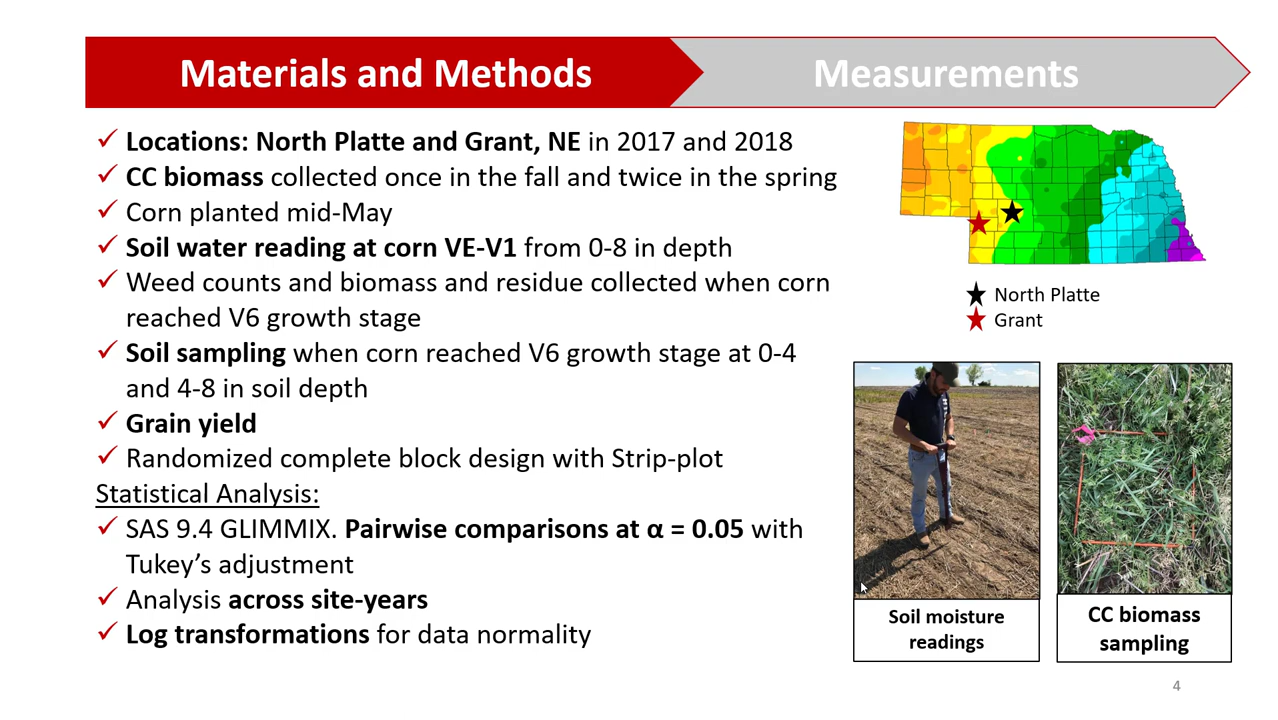 Materials and Methods
Measurements
✓ Locations: North Platte and Grant, NE in 2017 and 2018
✓ CC biomass collected once in the fall and twice in the spring
✓ Corn planted mid-May
✓ Soil water reading at corn VE-V1 from 0-8 in depth
✓ Weed counts and biomass and residue collected when corn
reached V6 growth stage
✓ Soil sampling when corn reached V6 growth stage at 0-4
and 4-8 in soil depth
✓ Grain yield
✓ Randomized complete block design with Strip-plot
Statistical Analysis:
✓ SAS 9.4 GLIMMIX. Pairwise comparisons at α = 0.05 with
Tukey’s adjustment
✓ Analysis across site-years
✓ Log transformations for data normality
North Platte
Grant
Soil moisture
readings
CC biomass
sampling
4